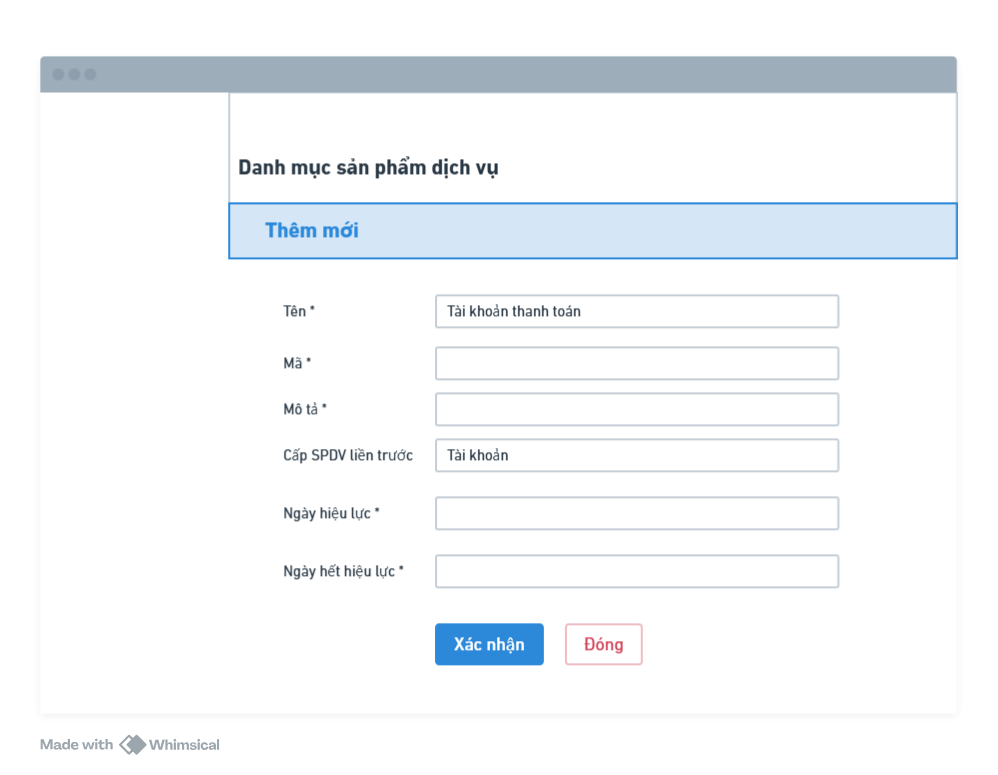 Danh mục sản phẩm dịch vụ
Thêm mới
Tên * Tài khoản thanh toán
Mã *
Mô tả *
Cấp SPDV liền trước Tài khoản
Ngày hiệu lực *
Ngày hết hiệu lực *
Xác nhận Đóng
Made with Whimsical